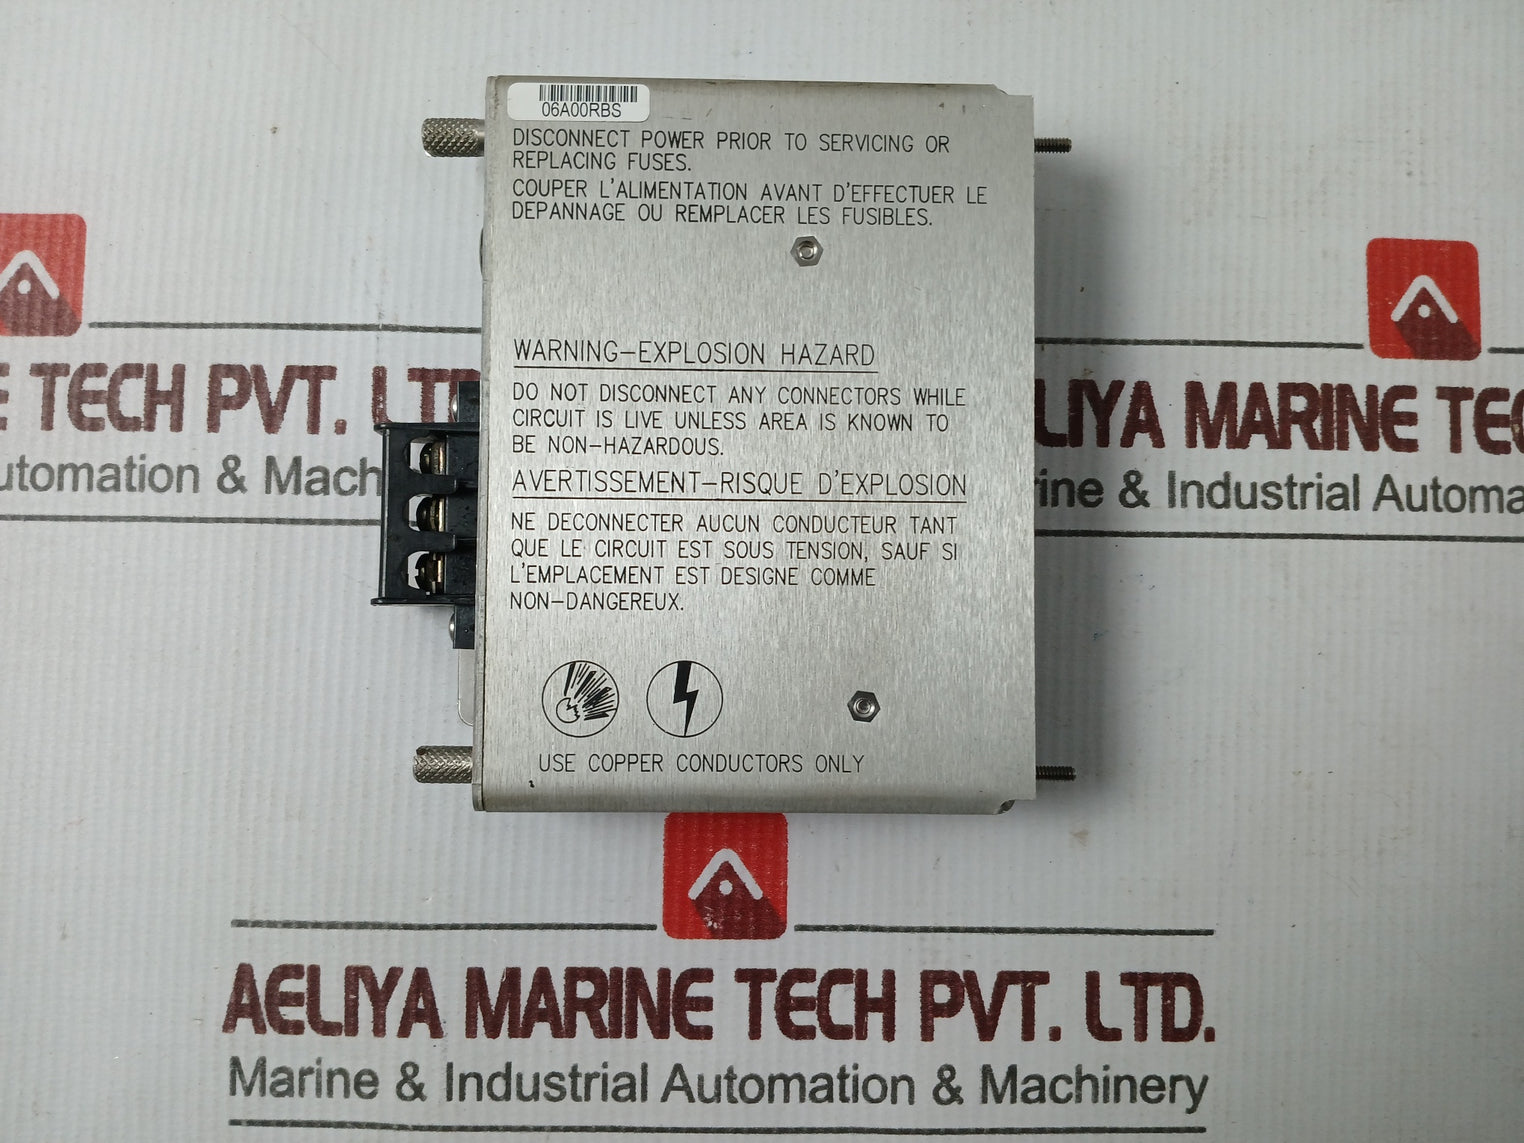 06A00RBS
DISCONNECT POWER PRIOR TO SERVICING OR
REPLACING FUSES.
COUPER L'ALIMENTATION AVANT D'EFFECTUER LE
DEPANNAGE OU REMPLACER LES FUSIBLES.
WARNING-EXPLOSION HAZARD
DO NOT DISCONNECT ANY CONNECTORS WHILE
CIRCUIT IS LIVE UNLESS AREA IS KNOWN TO
BE NON-HAZARDOUS.
AVERTISSEMENT-RISQUE D'EXPLOSION
NE DECONNECTER AUCUN CONDUCTEUR TANT
QUE LE CIRCUIT EST SOUS TENSION, SAUF SI
L'EMPLACEMENT EST DESIGNE COMME
NON-DANGEREUX.
USE COPPER CONDUCTORS ONLY
E TECH PVT. LTD
utomation & Mach
LIYA MARINE TEC
rine & Industrial Automa
AELIYA MARINE TECH PVT. LTD.
Marine & Industrial Automation & Machinery